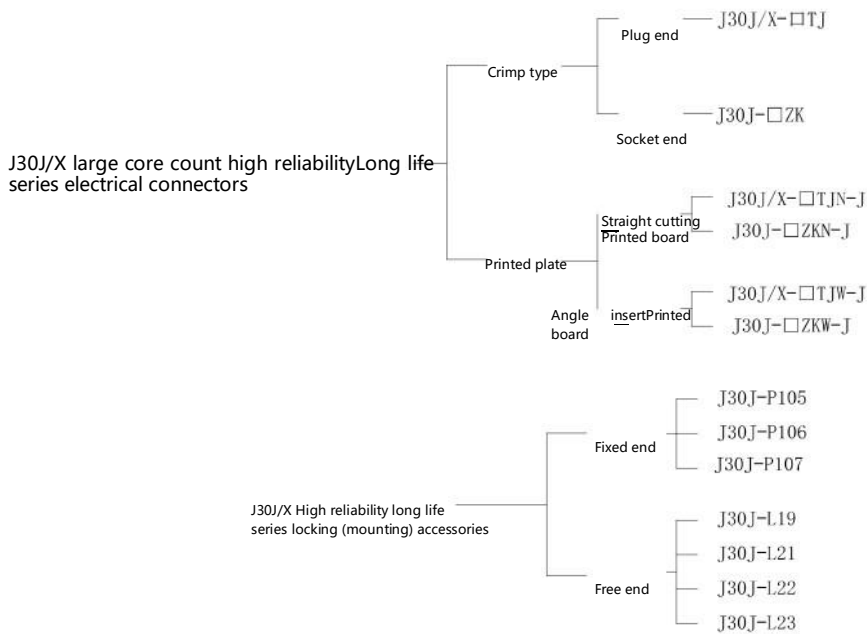 J30J/X-□TJ
Plug end
Crimp type
J30J-□ZK
Socket end
J30J/X large core count high reliabilityLong life
series electrical connectors
J30J/X-□TJN-J
Straight cutting
Printed board
J30J-□ZKN-J
Printed plate
J30J/X-□TJW-J
Angle insertPrinted
board
J30J-□ZKW-J
J30J-P105
J30J-P106
Fixed end
J30J-P107
J30J/X High reliability long life
series locking (mounting) accessories
J30J-L19
J30J-L21
Free end
J30J-L22
J30J-L23